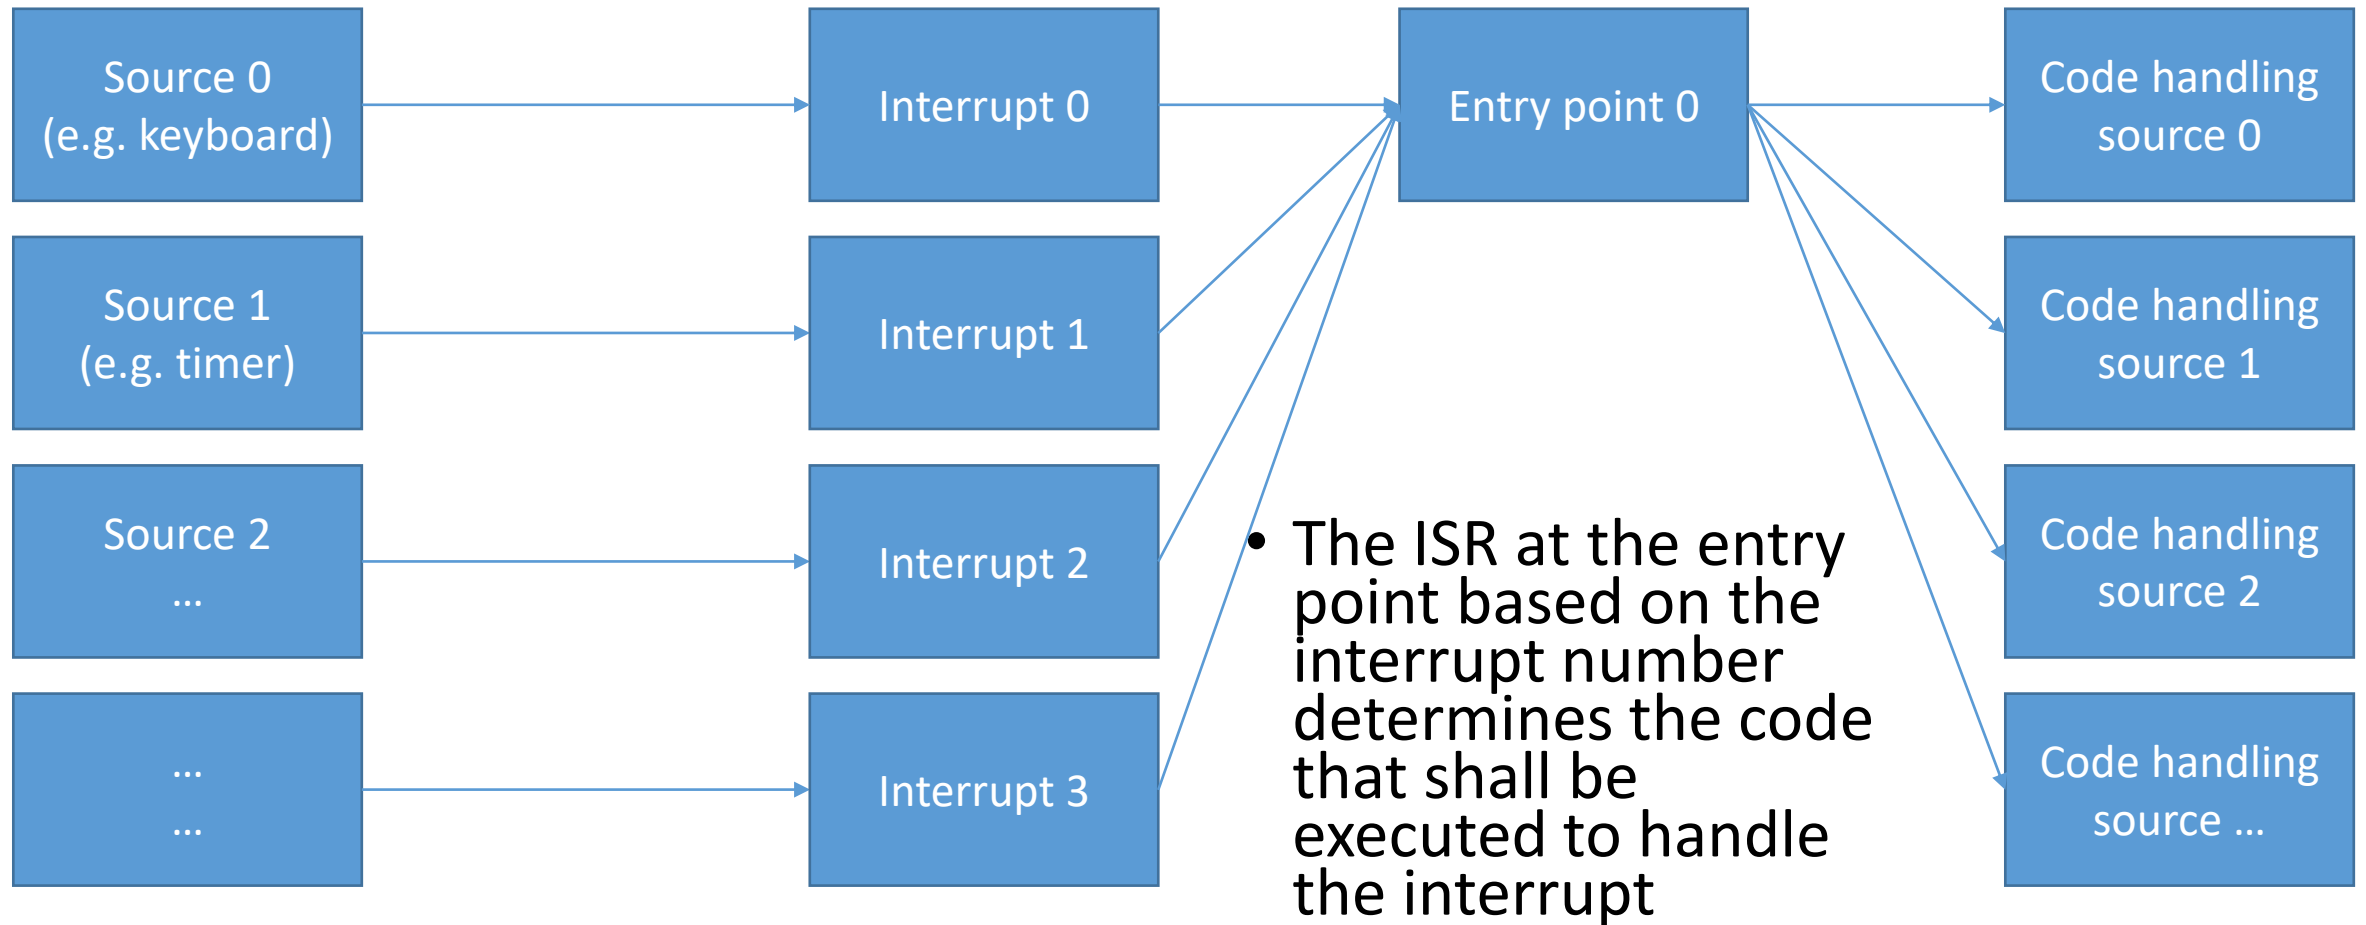 Source 0
(e.g. keyboard)
Interrupt 0
Entry point 0
Code handling
source 0
Source 1
(e.g. timer)
Interrupt 1
Code handling
source 1
Source 2
...
Interrupt 2
Code handling
source 2
...
...
Interrupt 3
Code handling
source ...
• The ISR at the entry
point based on the
interrupt number
determines the code
that shall be
executed to handle
the interrupt